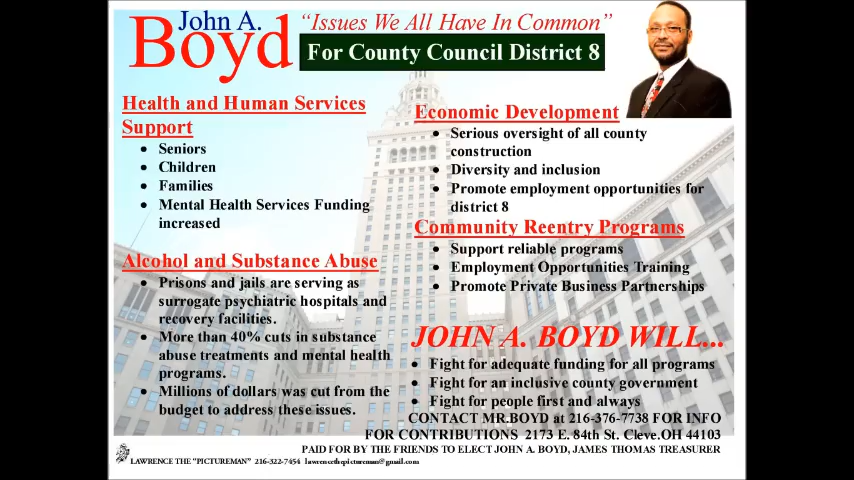 John A.
Boyd
"Issues We All Have In Common"
For County Council District 8
Health and Human Services
Support
• Seniors
• Children
• Families
• Mental Health Services Funding
increased
Alcohol and Substance Abuse
• Prisons and jails are serving as
surrogate psychiatric hospitals and
recovery facilities.
• More than 40% cuts in substance
abuse treatments and mental health
programs.
• Millions of dollars was cut from the
budget to address these issues.
Economic Development
• Serious oversight of all county
construction
• Diversity and inclusion
• Promote employment opportunities for
district 8
Community Reentry Programs
• Support reliable programs
• Employment Opportunities Training
• Promote Private Business Partnerships
JOHN A. BOYD WILL...
• Fight for adequate funding for all programs
• Fight for an inclusive county government
• Fight for people first and always
CONTACT MR.BOYD at 216-376-7738 FOR INFO
FOR CONTRIBUTIONS 2173 E. 84th St. Cleve.OH 44103
PAID FOR BY THE FRIENDS TO ELECT JOHN A. BOYD, JAMES THOMAS TREASURER
LAWRENCE THE "PICTUREMAN" 216-322-7454 lawrencethepictureman@gmail.com